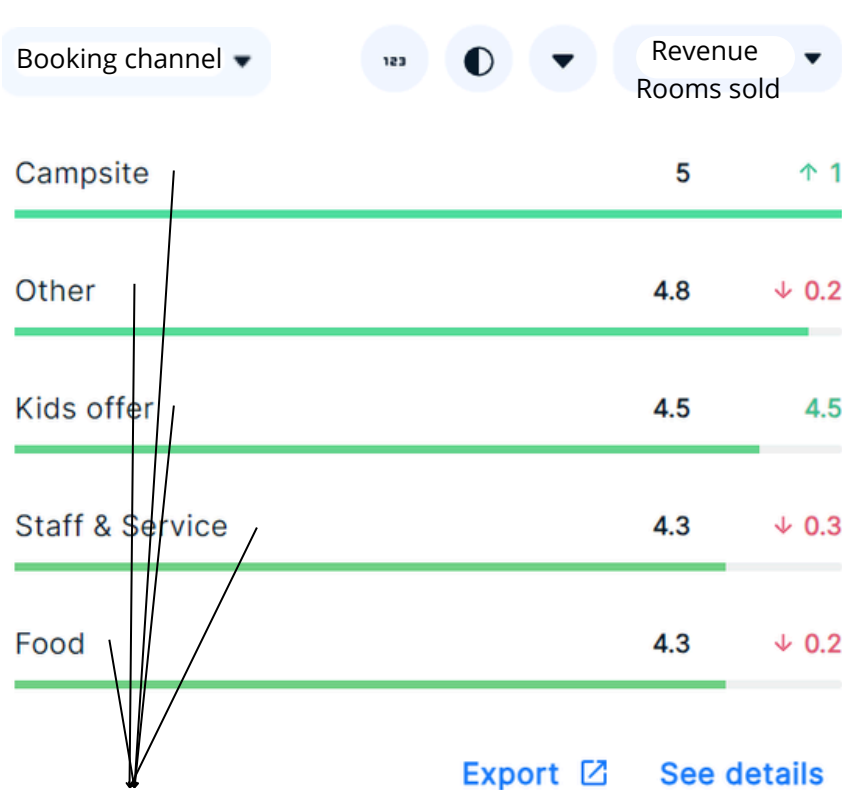 Booking channel
123
Revenue
Rooms sold
Campsite 5 ↑ 1
Other 4.8 ↓ 0.2
Kids offer 4.5 4.5
Staff & Service 4.3 ↓ 0.3
Food 4.3 ↓ 0.2
Export See details